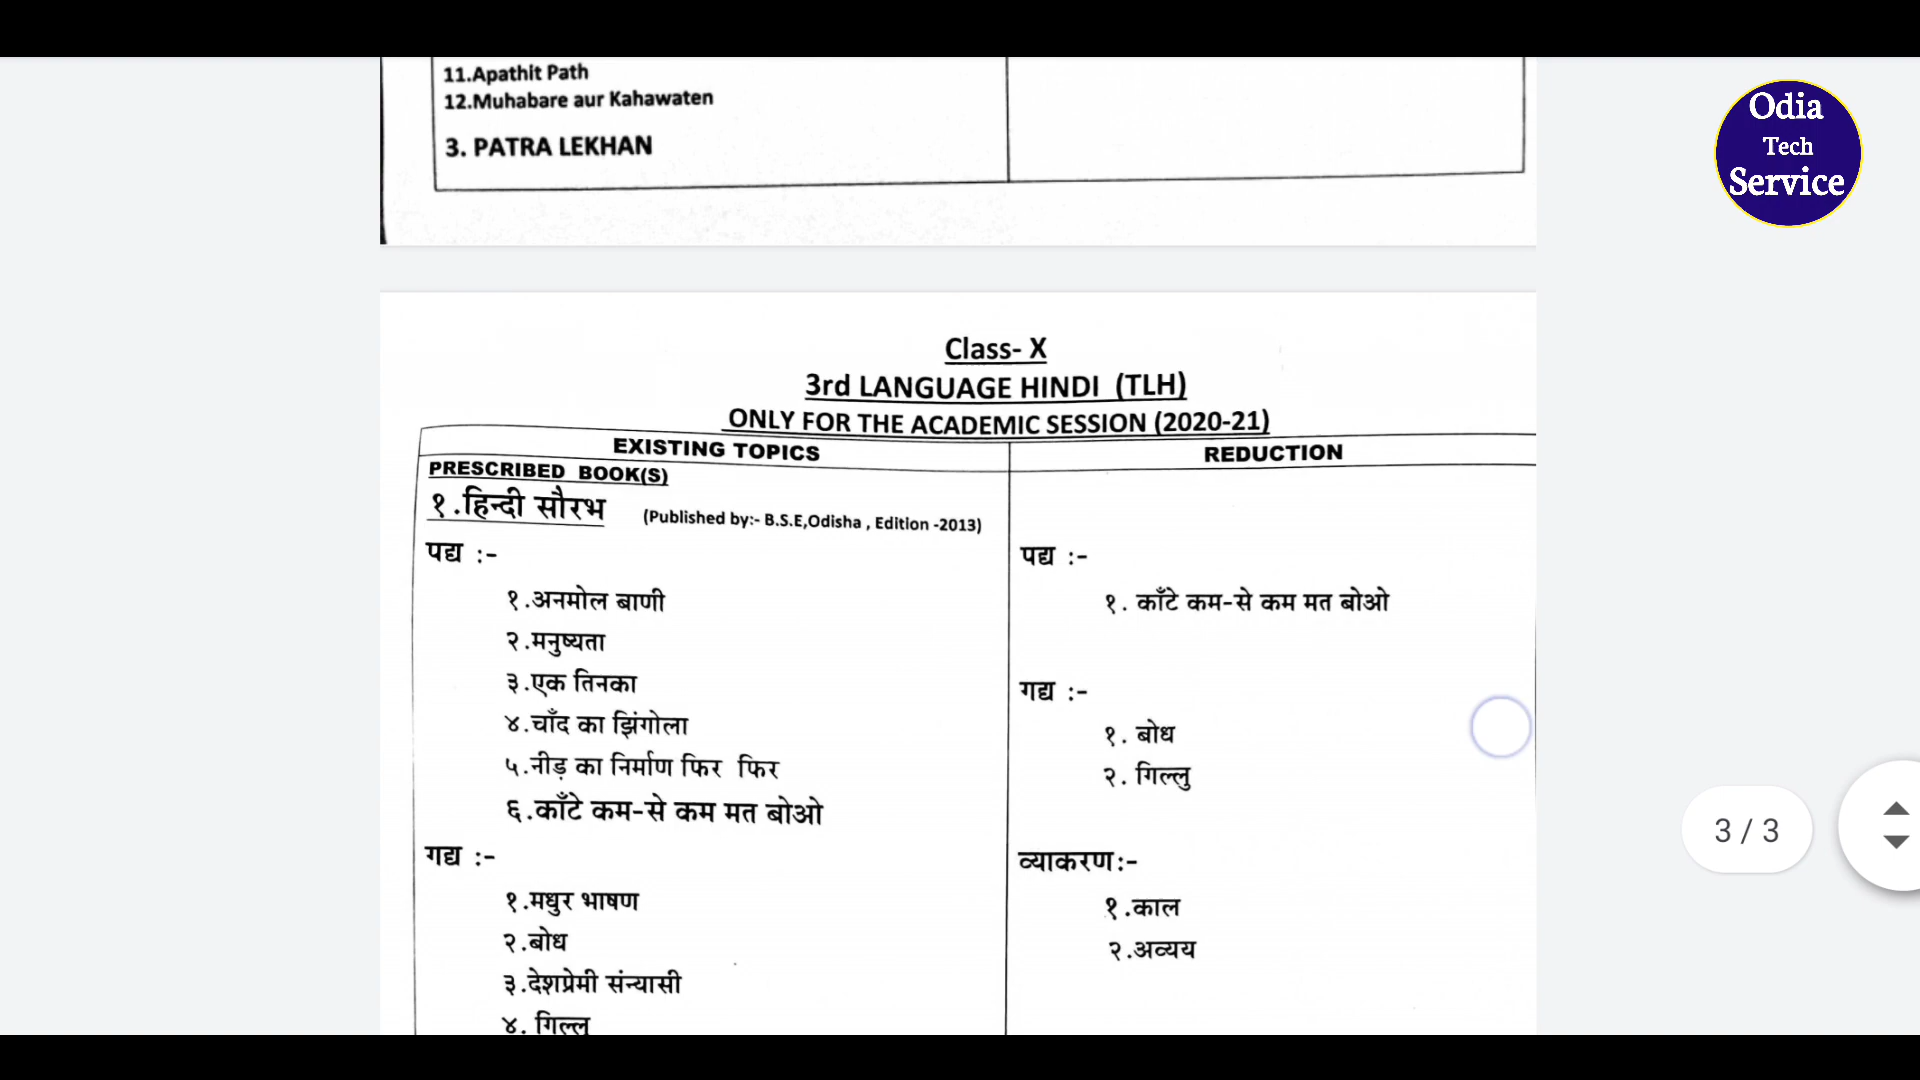 11.Apathit Path
12.Muhabare aur Kahawaten
3. PATRA LEKHAN
Odia
Tech
Service
Class- X
3rd LANGUAGE HINDI (TLH)
ONLY FOR THE ACADEMIC SESSION (2020-21)
EXISTING TOPICS
PRESCRIBED BOOK(S)
१.हिन्दी सौरभ (Published by:- B.S.E,Odisha , Edition -2013)
पद्य :-
१.अनमोल बाणी
२.मनुष्यता
३.एक तिनका
४.चाँद का झिंगोला
५.नीड़ का निर्माण फिर फिर
६.काँटे कम-से कम मत बोओ
गद्य :-
१.मधुर भाषण
२.बोध
३.देशप्रेमी संन्यासी
४. गिल्लु
REDUCTION
पद्य :-
१. काँटे कम-से कम मत बोओ
गद्य :-
१. बोध
२. गिल्लु
व्याकरण:-
१.काल
२.अव्यय
3 / 3